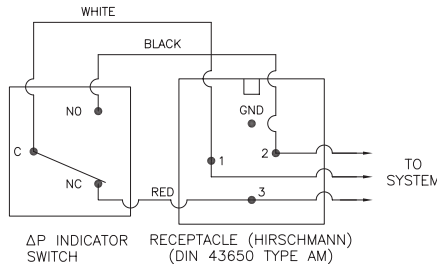 WHITE
BLACK
NO
GND
C
1
2
TO
SYSTEM
NC
RED
3
ΔP INDICATOR
SWITCH
RECEPTACLE (HIRSCHMANN)
(DIN 43650 TYPE AM)